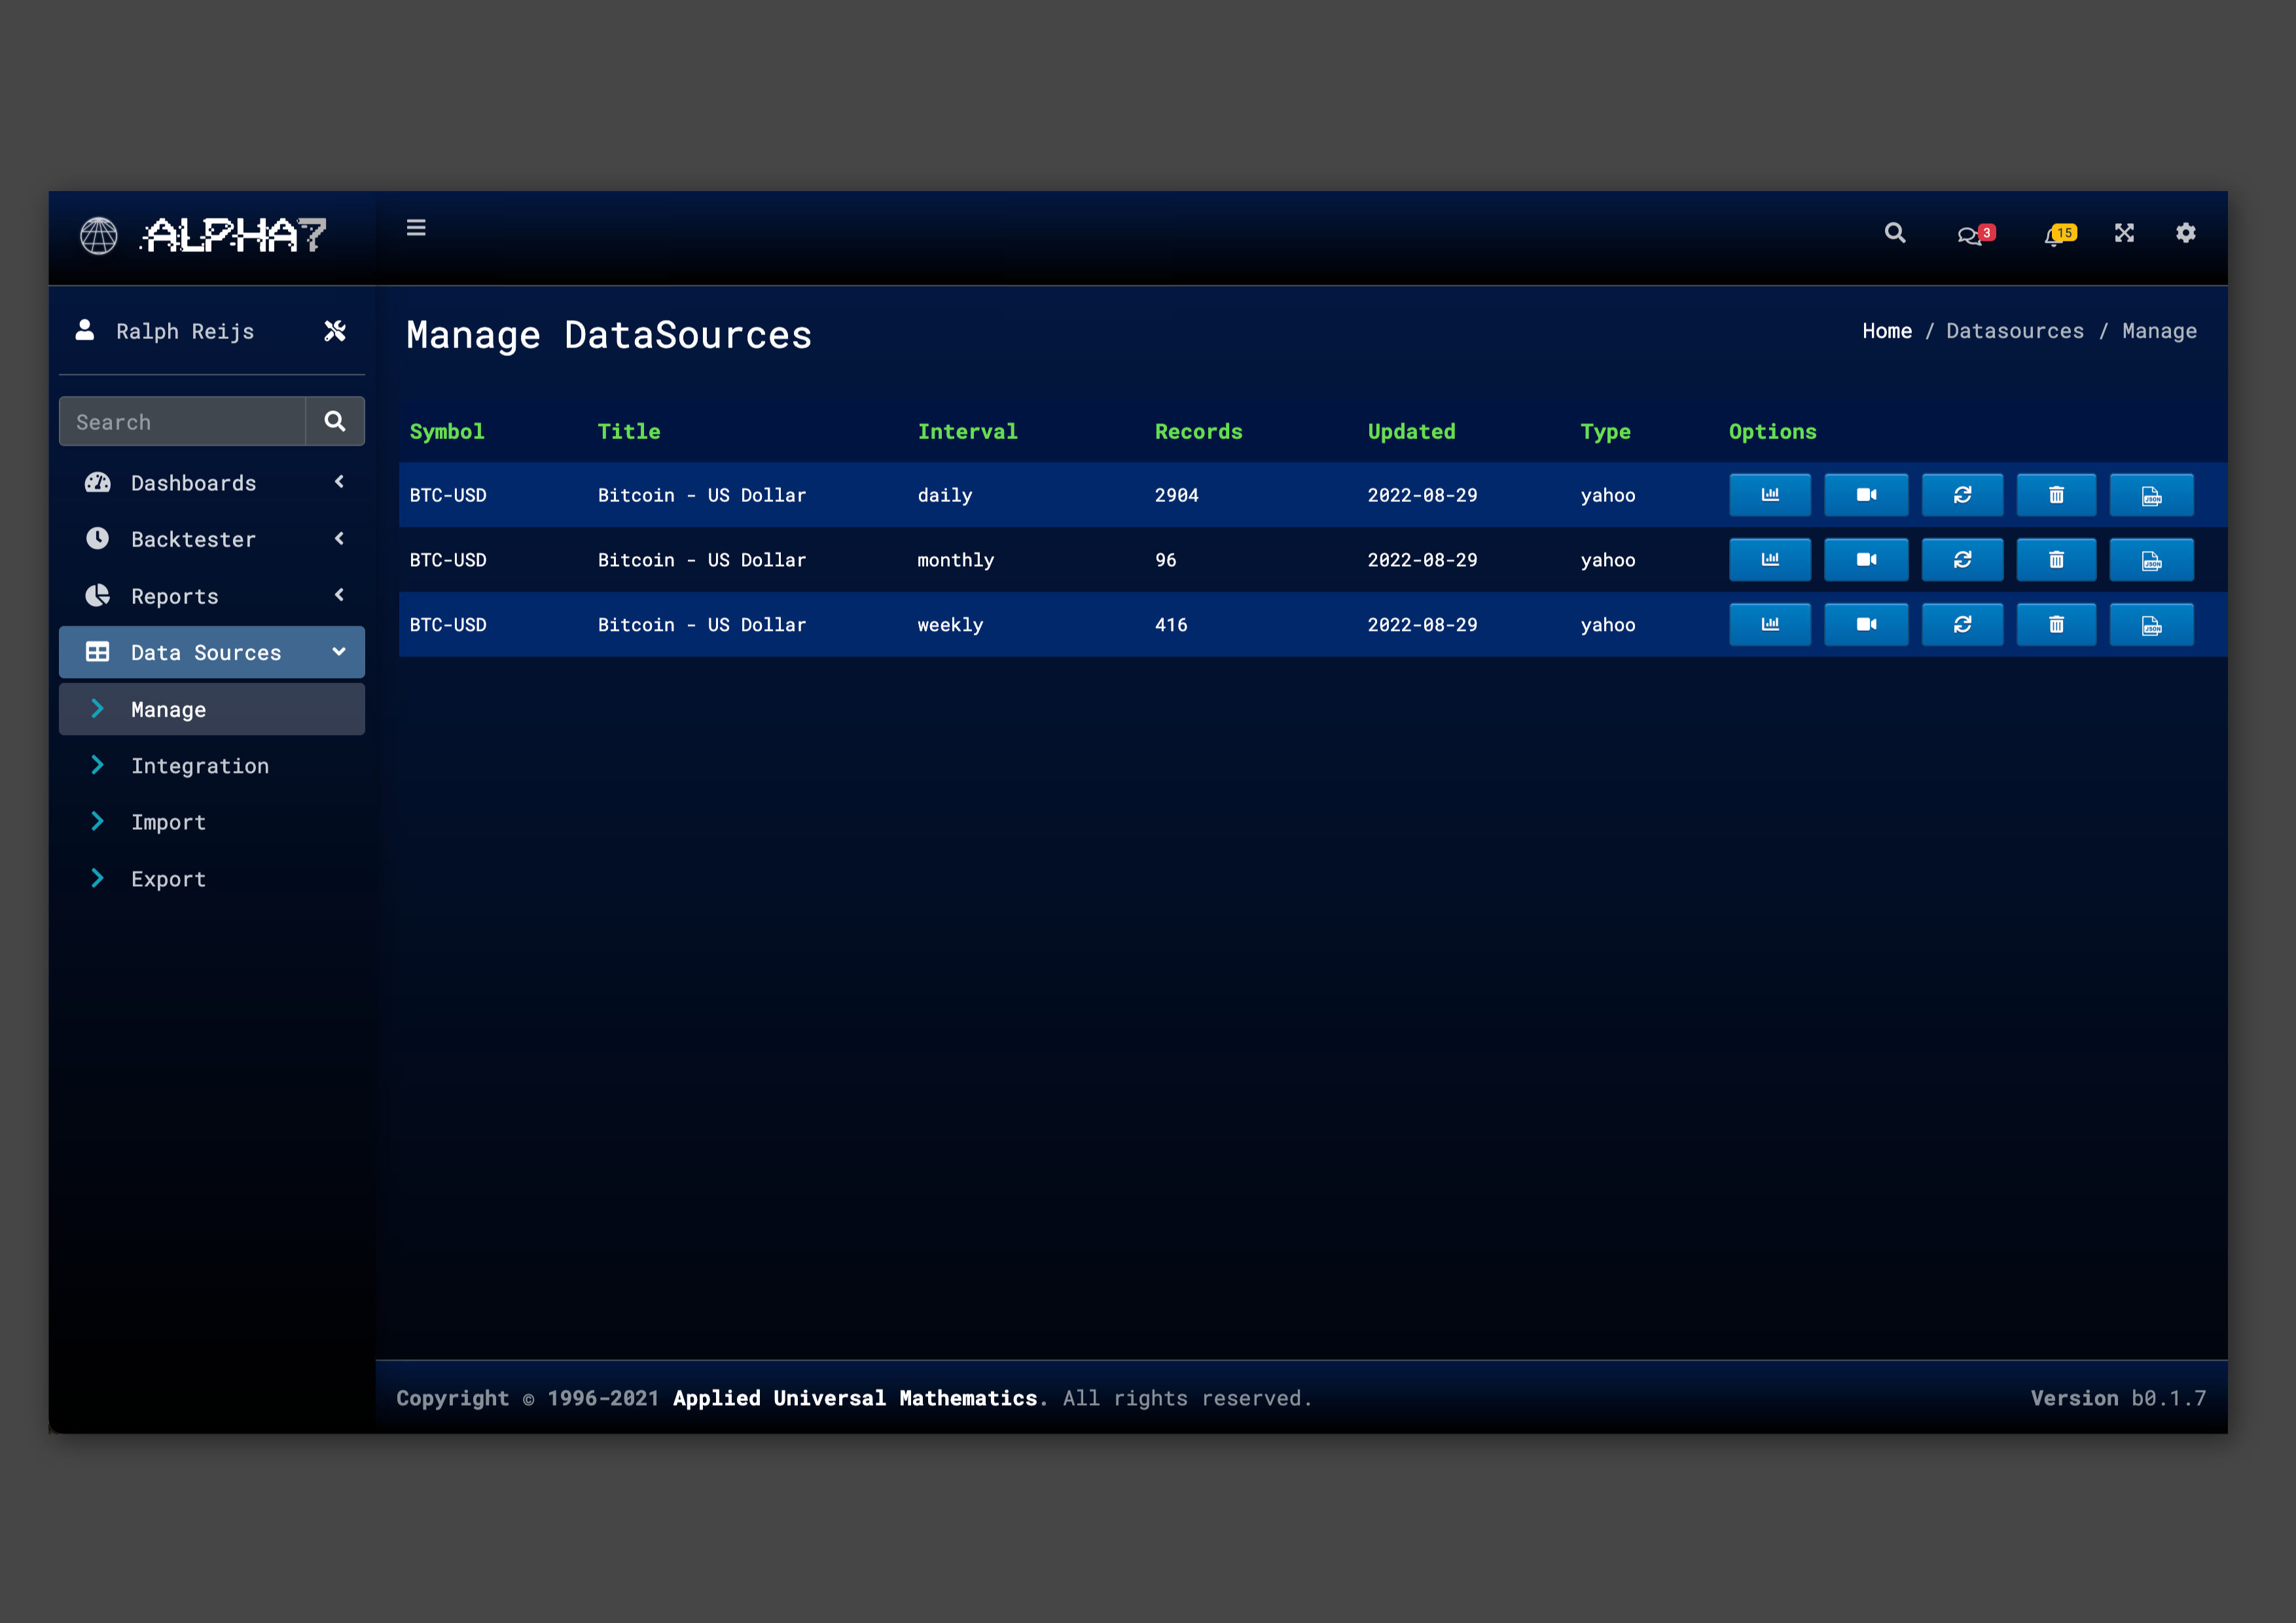 ALPHA7
3
15
Ralph Reijs
Manage DataSources
Home / Datasources / Manage
Search
Dashboards
Backtester
Reports
Data Sources
Manage
Integration
Import
Export
Symbol Title Interval Records Updated Type Options
BTC-USD Bitcoin - US Dollar daily 2904 2022-08-29 yahoo JSON
BTC-USD Bitcoin - US Dollar monthly 96 2022-08-29 yahoo JSON
BTC-USD Bitcoin - US Dollar weekly 416 2022-08-29 yahoo JSON
Copyright © 1996-2021 Applied Universal Mathematics. All rights reserved.
Version b0.1.7